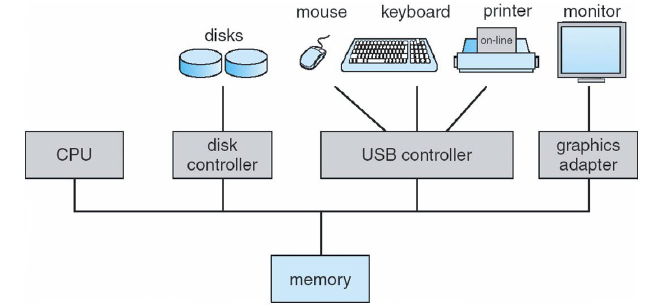 mouse
keyboard
printer
monitor
disks
on-line
CPU
disk
controller
USB controller
graphics
adapter
memory